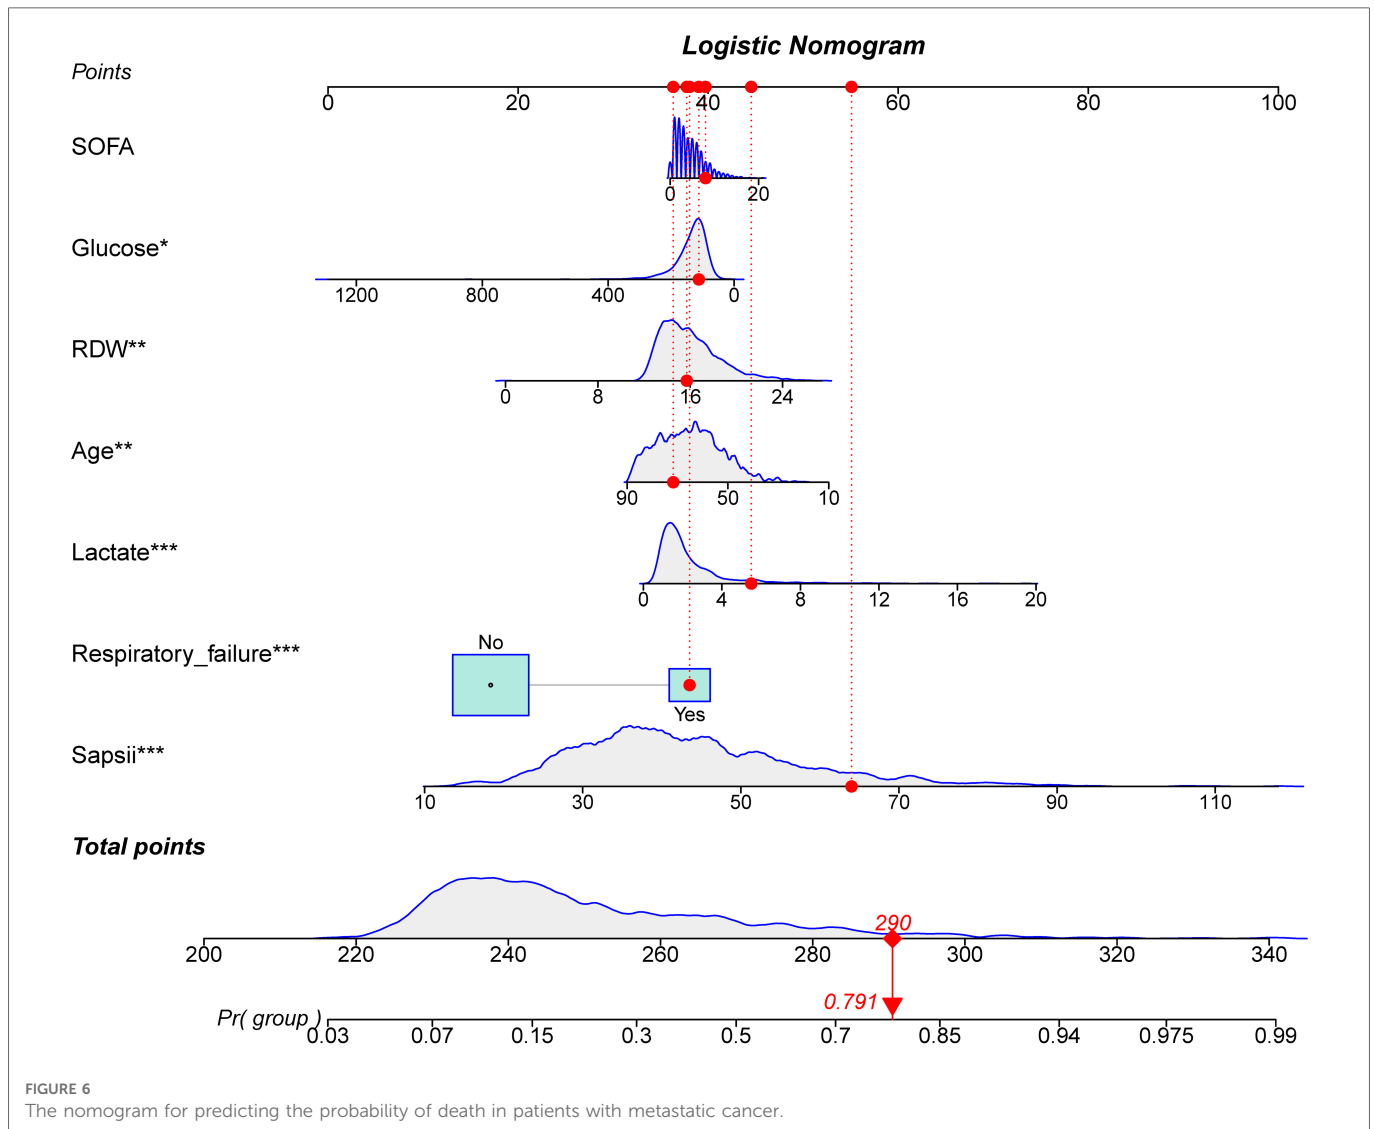 Logistic Nomogram
Points
0 20 40 60 80 100
SOFA
0 20
Glucose*
1200 800 400 0
RDW**
0 8 16 24
Age**
90 50 10
Lactate***
0 4 8 12 16 20
No
Respiratory_failure***
Yes
Sapsii***
10 30 50 70 90 110
Total points
290
200 220 240 260 280 300 320 340
0.791
Pr( group )
0.03 0.07 0.15 0.3 0.5 0.7 0.85 0.94 0.975 0.99
FIGURE 6
The nomogram for predicting the probability of death in patients with metastatic cancer.